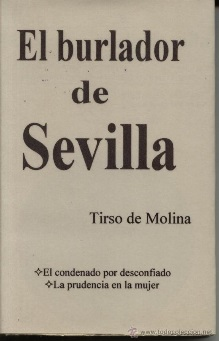 El burlador
de
Sevilla
Tirso de Molina
✧El condenado por desconfiado
✧La prudencia en la mujer